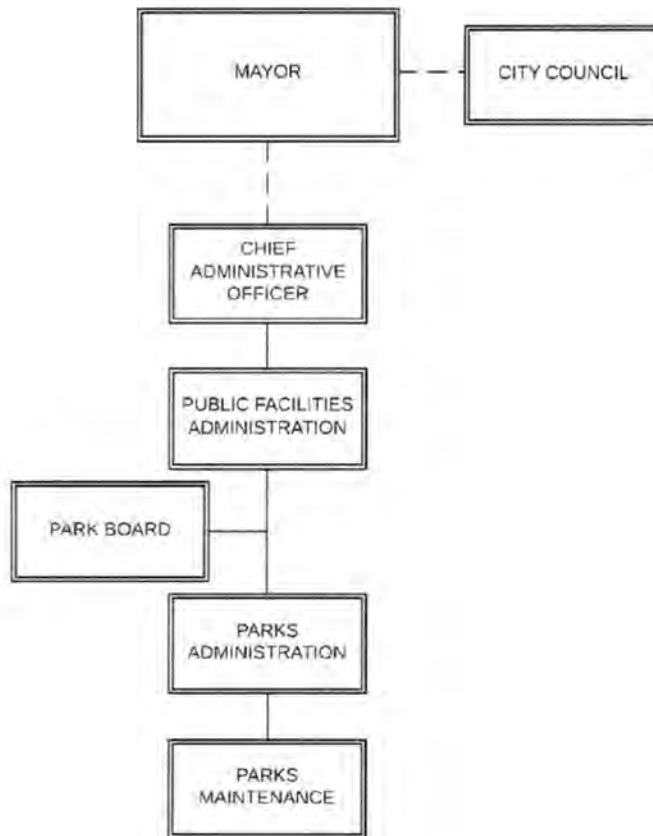 MAYOR
CITY COUNCIL
CHIEF
ADMINISTRATIVE
OFFICER
PUBLIC FACILITIES
ADMINISTRATION
PARK BOARD
PARKS
ADMINISTRATION
PARKS
MAINTENANCE